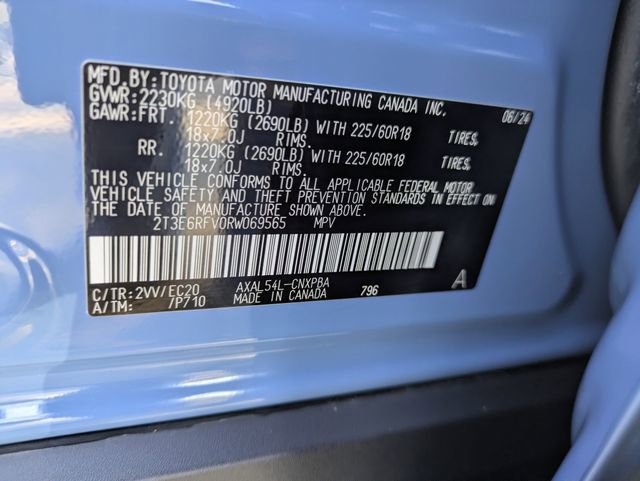 MFD.BY:TOYOTA MOTOR MANUFACTURING CANADA INC.
GVWR:2230KG (4920LB) 06/24
GAWR:FRT. 1220KG (2690LB) WITH 225/60R18 TIRES,
18x7.0J RIMS.
RR. 1220KG (2690LB) WITH 225/60R18 TIRES,
18x7.0J RIMS.
THIS VEHICLE CONFORMS TO ALL APPLICABLE FEDERAL MOTOR
VEHICLE SAFETY AND THEFT PREVENTION STANDARDS IN EFFECT ON
THE DATE OF MANUFACTURE SHOWN ABOVE.
2T3E6RFV0RW069565 MPV
C/TR:2VV/EC20 AXAL54L-CNXPBA A
A/TM: /P710 MADE IN CANADA 796